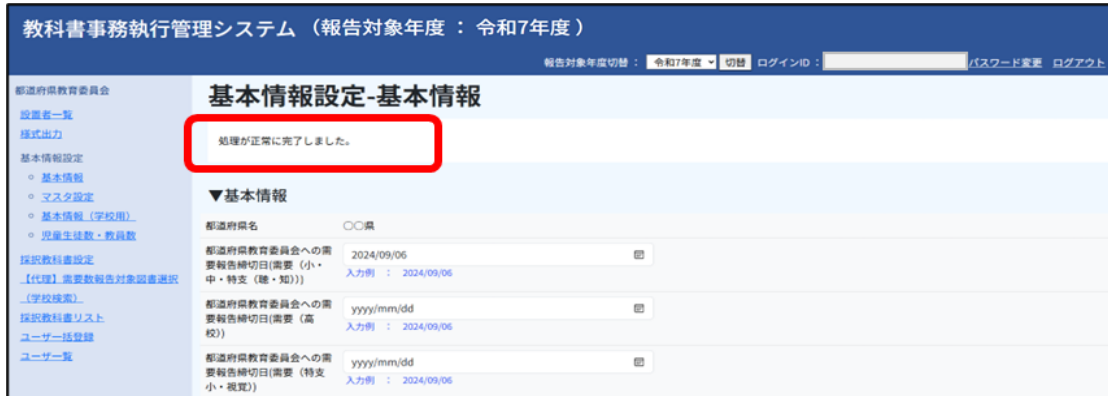 教科書事務執行管理システム （報告対象年度 ： 令和7年度 ）
報告対象年度切替 ： 令和7年度 切替 ログインID ： パスワード変更 ログアウト
都道府県教育委員会
設置者一覧
様式出力
基本情報設定
基本情報
マスタ設定
基本情報（学校用）
児童生徒数・教員数
採択教科書設定
【代理】需要数報告対象図書選択
（学校検索）
採択教科書リスト
ユーザー括登録
ユーザ一覧
基本情報設定-基本情報
処理が正常に完了しました。
▼基本情報
都道府県名 〇〇県
都道府県教育委員会への需
要報告締切日(需要（小・
中・特支（聴・知）))
2024/09/06
入力例 ： 2024/09/06
都道府県教育委員会への需
要報告締切日(需要（高
校))
yyyy/mm/dd
入力例 ： 2024/09/06
都道府県教育委員会への需
要報告締切日(需要（特支
小・視覚))
yyyy/mm/dd
入力例 ： 2024/09/06